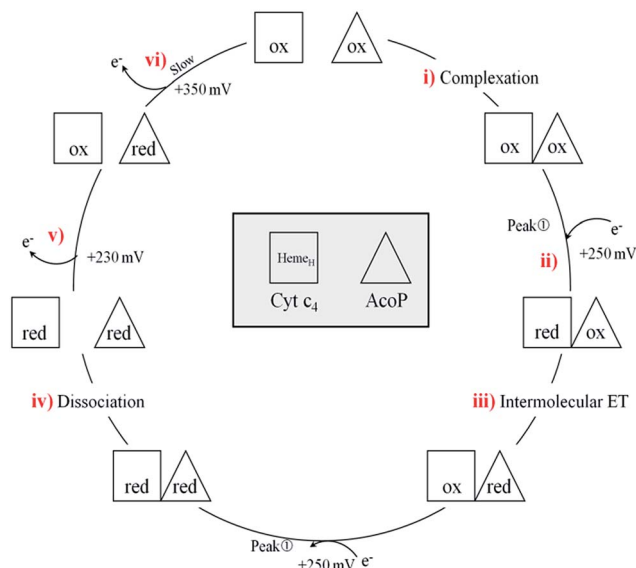 ox
ox
i) Complexation
ox
ox
Peak①
e-
+250 mV
ii)
red
ox
iii) Intermolecular ET
ox
red
Peak①
+250 mV
e-
red
red
iv) Dissociation
red
red
v)
e-
+230 mV
ox
red
vi)
e-
Slow
+350 mV
HemeH
Cyt c4
AcoP